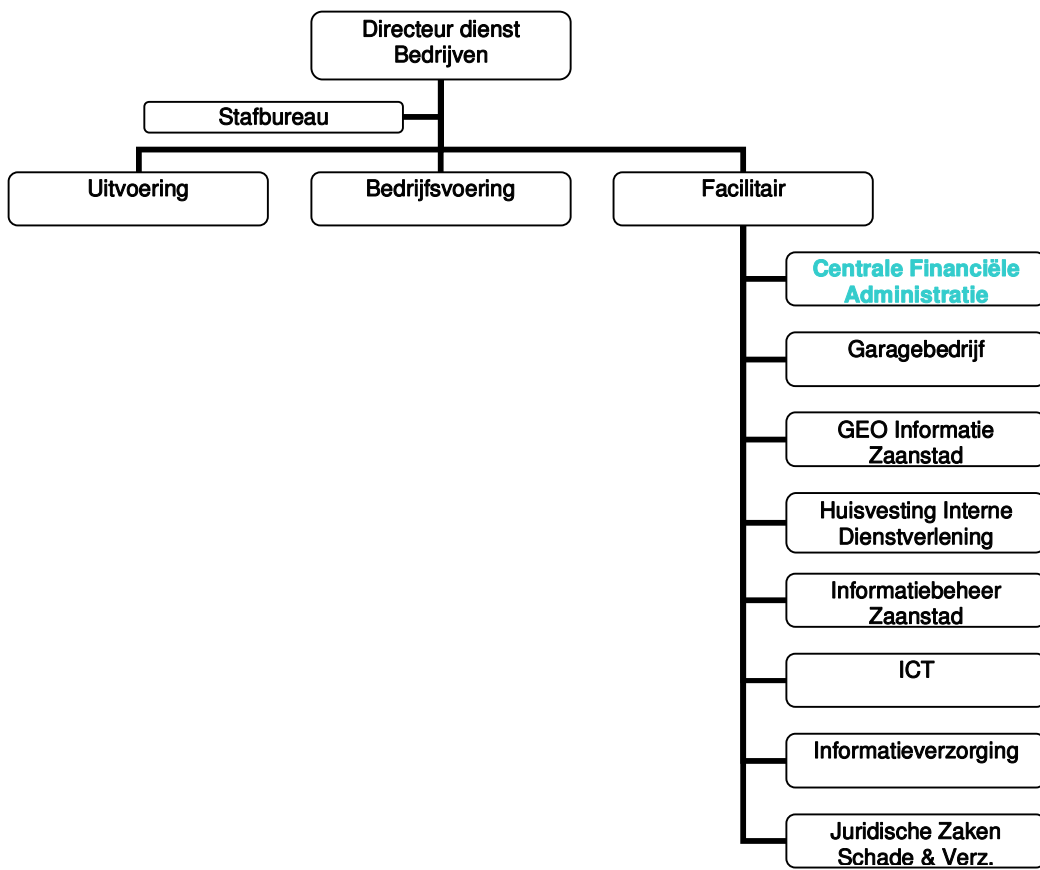 Directeur dienst
Bedrijven
Stafbureau
Uitvoering
Bedrijfsvoering
Facilitair
Centrale Financiële
Administratie
Garagebedrijf
GEO Informatie
Zaanstad
Huisvesting Interne
Dienstverlening
Informatiebeheer
Zaanstad
ICT
Informatieverzorging
Juridische Zaken
Schade & Verz.